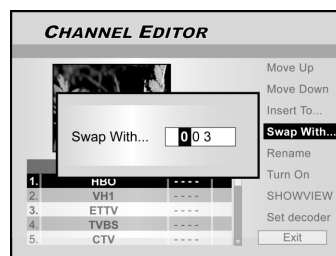 CHANNEL EDITOR
Move Up
Move Down
Insert To...
Swap With...
Rename
Turn On
SHOWVIEW
Set decoder
Exit
Swap With... 003
1. HBO ----
2. VH1 ----
3. ETTV ----
4. TVBS ----
5. CTV ----